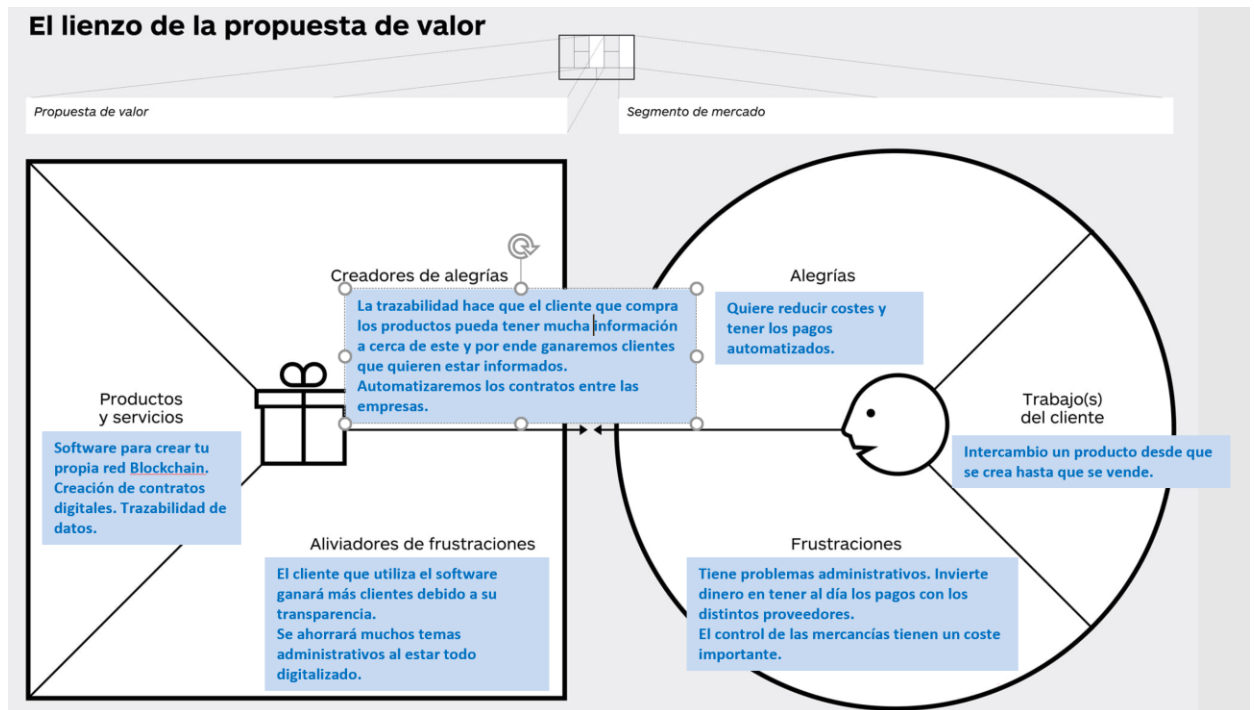 El lienzo de la propuesta de valor
Propuesta de valor
Segmento de mercado
Creadores de alegrías
La trazabilidad hace que el cliente que compra
los productos pueda tener mucha información
a cerca de este y por ende ganaremos clientes
que quieren estar informados.
Automatizaremos los contratos entre las
empresas.
Productos
y servicios
Software para crear tu
propia red Blockchain.
Creación de contratos
digitales. Trazabilidad de
datos.
Aliviadores de frustraciones
El cliente que utiliza el software
ganará más clientes debido a su
transparencia.
Se ahorrará muchos temas
administrativos al estar todo
digitalizado.
Alegrías
Quiere reducir costes y
tener los pagos
automatizados.
Trabajo(s)
del cliente
Intercambio un producto desde que
se crea hasta que se vende.
Frustraciones
Tiene problemas administrativos. Invierte
dinero en tener al día los pagos con los
distintos proveedores.
El control de las mercancías tienen un coste
importante.